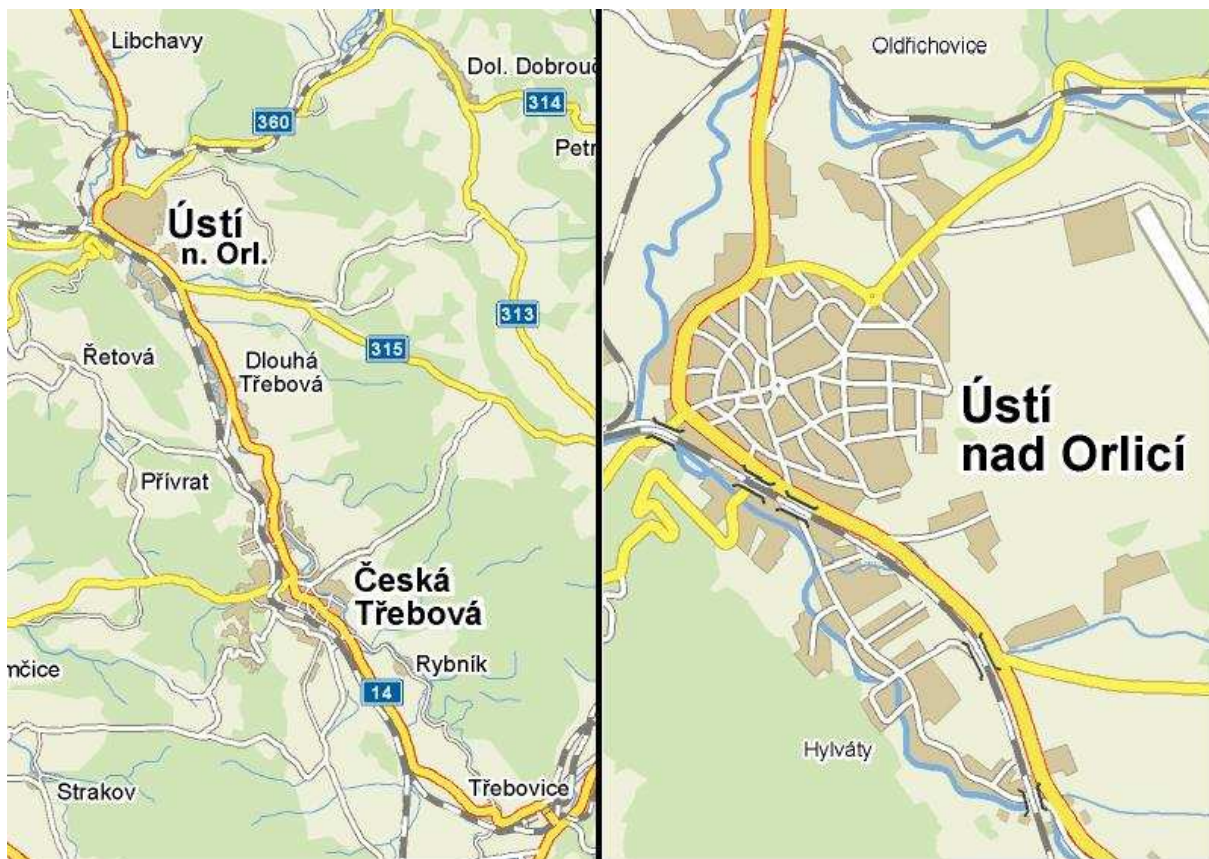 Libchavy
Dol. Dobrouč
314
360
Petr
Ústí
n. Orl.
313
315
Řetová
Dlouhá
Třebová
Přívrat
Česká
Třebová
mčice
Rybník
14
Strakov
Třebovice
Oldřichovice
Ústí
nad Orlicí
Hylváty